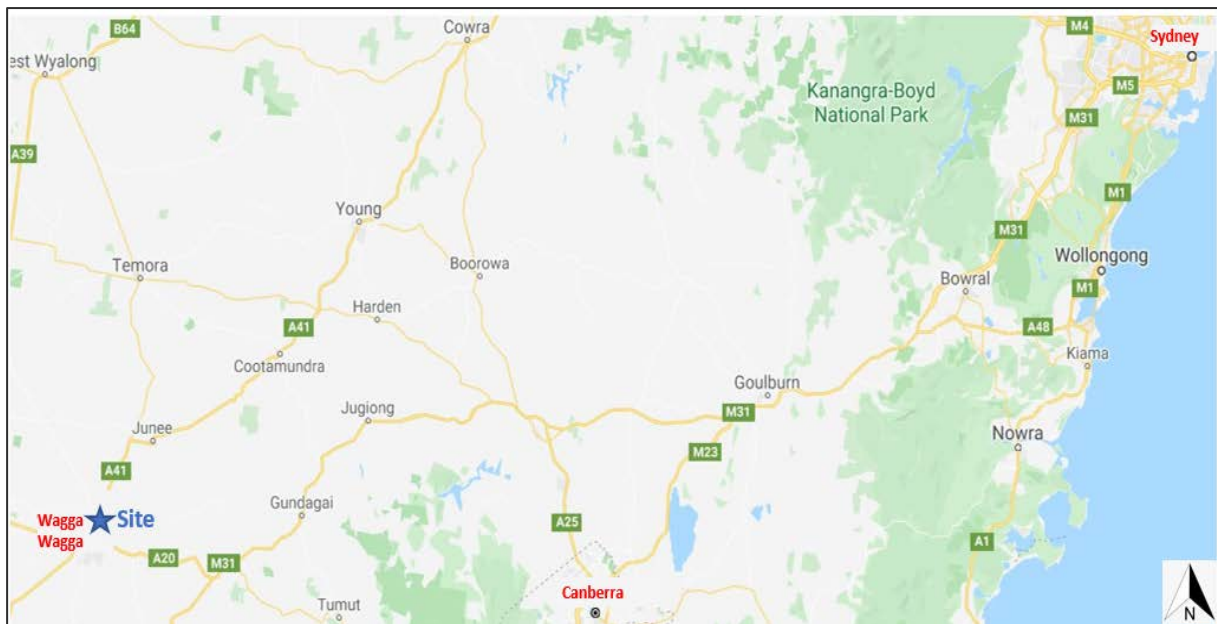 B64
Cowra
est Wyalong
M4
Sydney
M5
Kanangra-Boyd
National Park
M31
A39
M1
Young
M31
Wollongong
Temora
Boorowa
Bowral
M1
Harden
A41
A48
Cootamundra
Kiama
Goulburn
Jugiong
M31
Junee
Nowra
M23
A41
Gundagai
Wagga
Wagga
Site
A25
A1
A20
M31
Canberra
Tumut
N